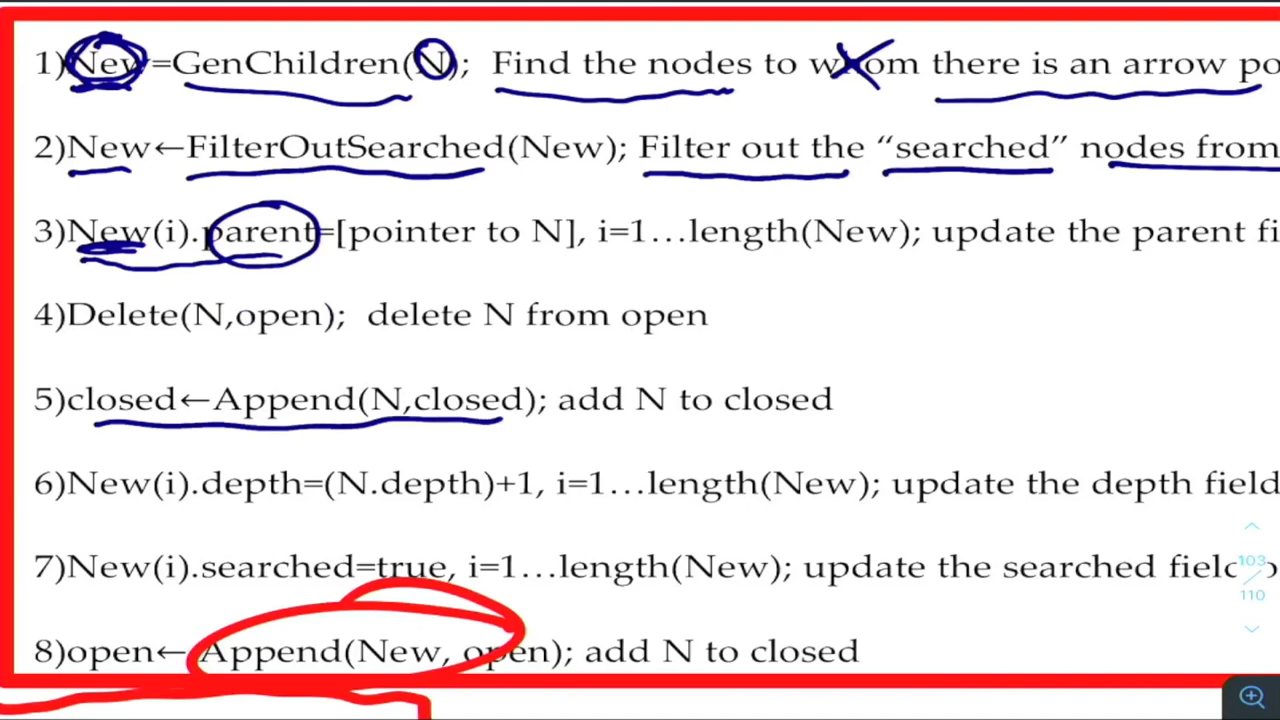 1)New=GenChildren(N);  Find the nodes to whom there is an arrow po
2)New←FilterOutSearched(New); Filter out the “searched” nodes from
3)New(i).parent=[pointer to N], i=1…length(New); update the parent fi
4)Delete(N,open);  delete N from open
5)closed←Append(N,closed); add N to closed
6)New(i).depth=(N.depth)+1, i=1…length(New); update the depth field
7)New(i).searched=true, i=1…length(New); update the searched field
103
110
8)open← Append(New, open); add N to closed